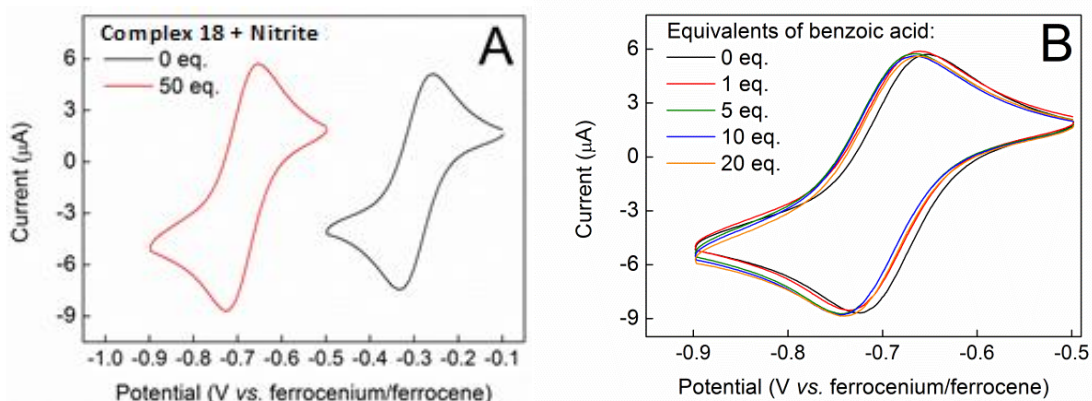 Complex 18 + Nitrite
A
0 eq.
50 eq.
6
3
0
-3
-6
-9
Current (μA)
-1.0 -0.9 -0.8 -0.7 -0.6 -0.5 -0.4 -0.3 -0.2 -0.1
Potential (V vs. ferrocenium/ferrocene)
Equivalents of benzoic acid:
B
0 eq.
1 eq.
5 eq.
10 eq.
20 eq.
6
3
0
-3
-6
-9
Current (μA)
-0.9 -0.8 -0.7 -0.6 -0.5
Potential (V vs. ferrocenium/ferrocene)